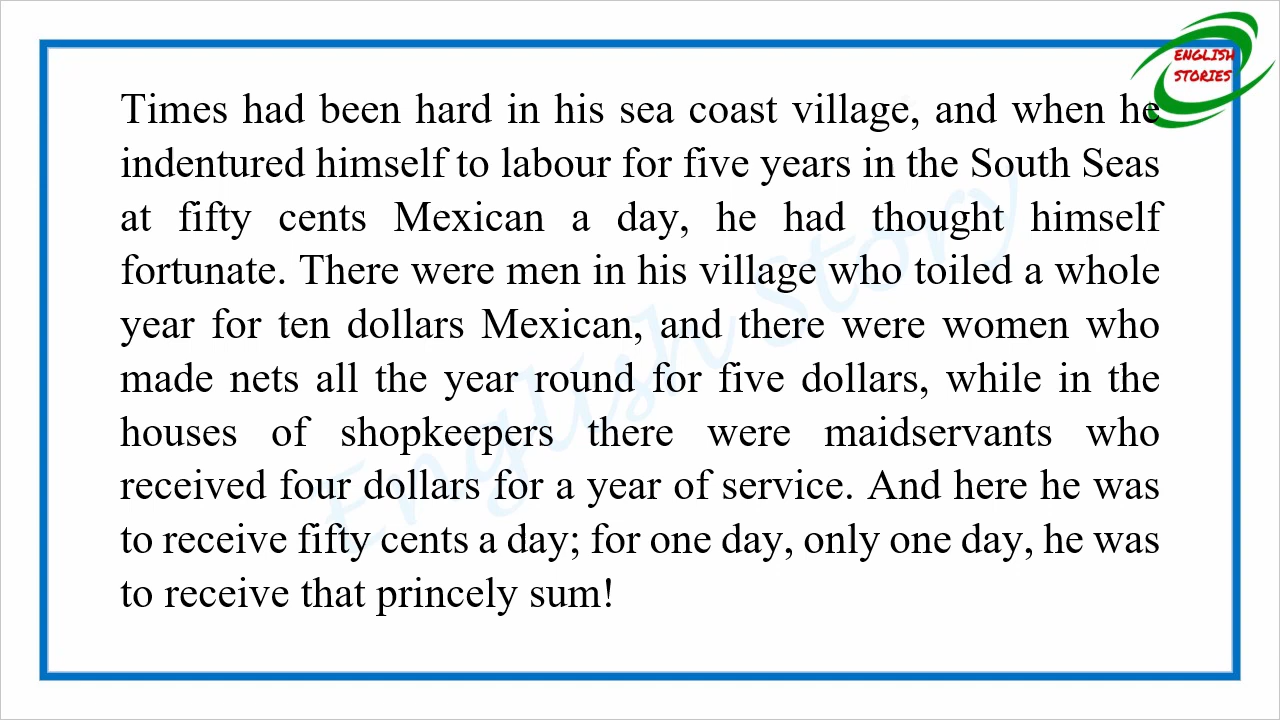 ENGLISH
STORIES
Times had been hard in his sea coast village, and when he
indentured himself to labour for five years in the South Seas
at fifty cents Mexican a day, he had thought himself
fortunate. There were men in his village who toiled a whole
year for ten dollars Mexican, and there were women who
made nets all the year round for five dollars, while in the
houses of shopkeepers there were maidservants who
received four dollars for a year of service. And here he was
to receive fifty cents a day; for one day, only one day, he was
to receive that princely sum!
English Story